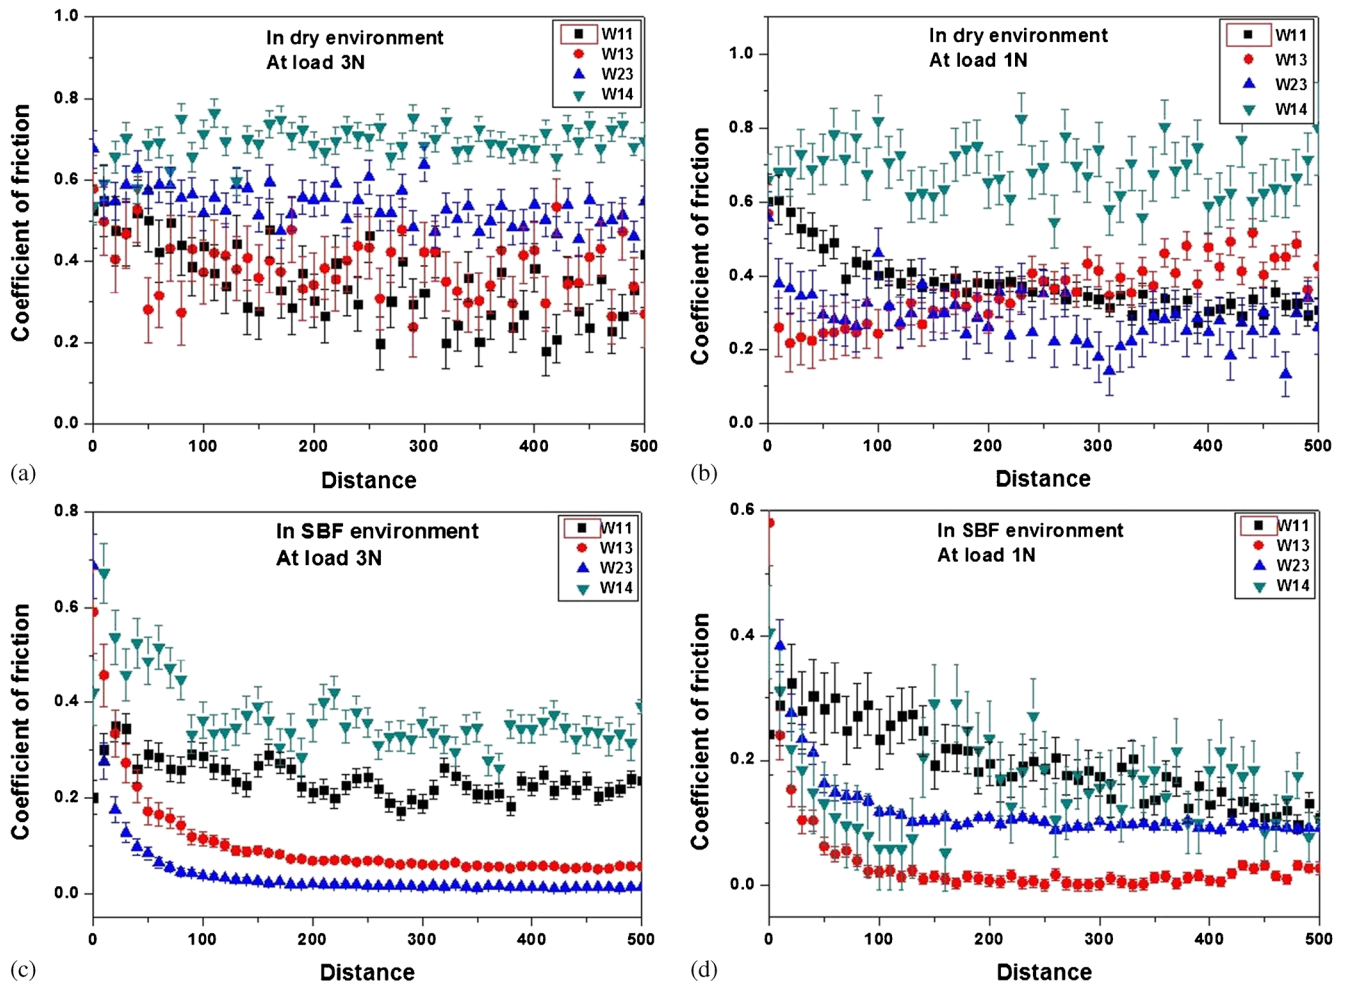 In dry environment
At load 3N
W11
W13
W23
W14
1.0
0.8
0.6
0.4
0.2
0.0
Coefficient of friction
0 100 200 300 400 500
Distance
(a)
In dry environment
At load 1N
W11
W13
W23
W14
1.0
0.8
0.6
0.4
0.2
0.0
Coefficient of friction
0 100 200 300 400 500
Distance
(b)
In SBF environment
At load 3N
W11
W13
W23
W14
0.8
0.6
0.4
0.2
0.0
Coefficient of friction
0 100 200 300 400 500
Distance
(c)
In SBF environment
At load 1N
W11
W13
W23
W14
0.6
0.4
0.2
0.0
Coefficient of friction
0 100 200 300 400 500
Distance
(d)